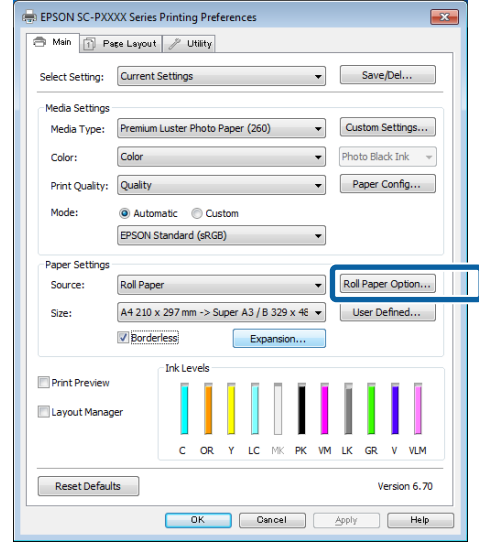 EPSON SC-PXXXX Series Printing Preferences
Main Page Layout Utility
Select Setting: Current Settings Save/Del...
Media Settings
Media Type: Premium Luster Photo Paper (260) Custom Settings...
Color: Color Photo Black Ink
Print Quality: Quality Paper Config...
Mode: Automatic Custom
EPSON Standard (sRGB)
Paper Settings
Source: Roll Paper Roll Paper Option...
Size: A4 210 x 297 mm -> Super A3 / B 329 x 48 User Defined...
Borderless Expansion...
Ink Levels
Print Preview
Layout Manager
C OR Y LC MK PK VM LK GR V VLM
Reset Defaults Version 6.70
OK Cancel Apply Help